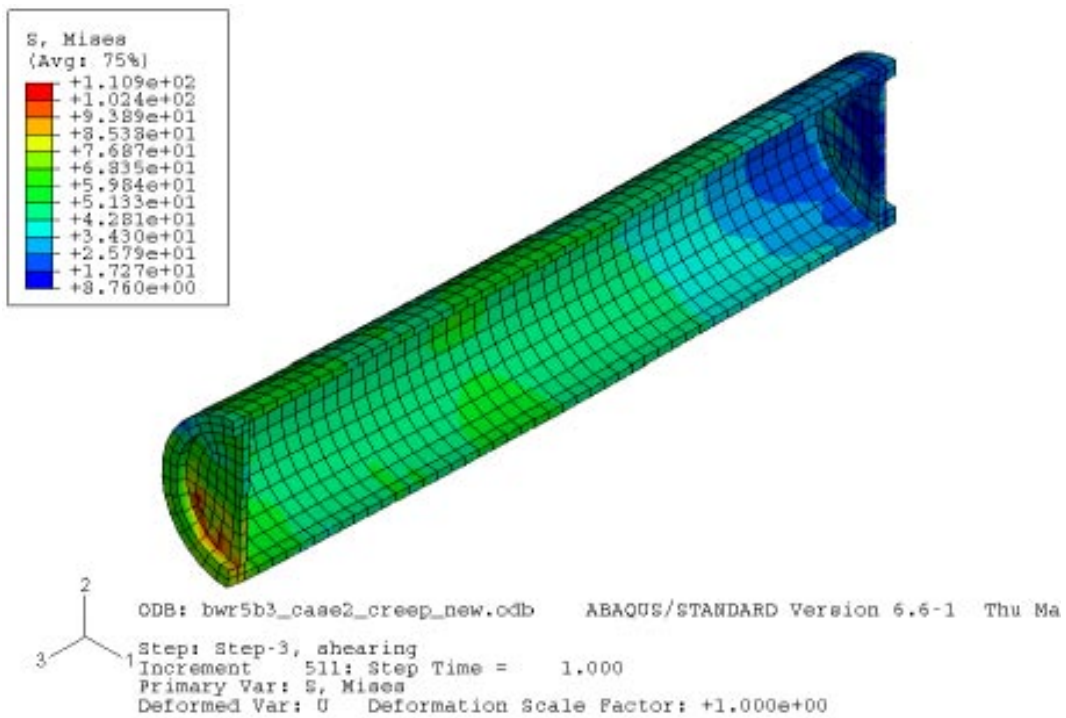 S, Mises
(Avg: 75%)
+1.109e+02
+1.024e+02
+9.389e+01
+8.538e+01
+7.687e+01
+6.835e+01
+5.984e+01
+5.133e+01
+4.281e+01
+3.430e+01
+2.579e+01
+1.727e+01
+8.760e+00
2
3
1
ODB: bwr5b3_case2_creep_new.odb ABAQUS/STANDARD Version 6.6-1 Thu Ma
Step: Step-3, shearing
Increment 511: Step Time = 1.000
Primary Var: S, Mises
Deformed Var: U Deformation Scale Factor: +1.000e+00